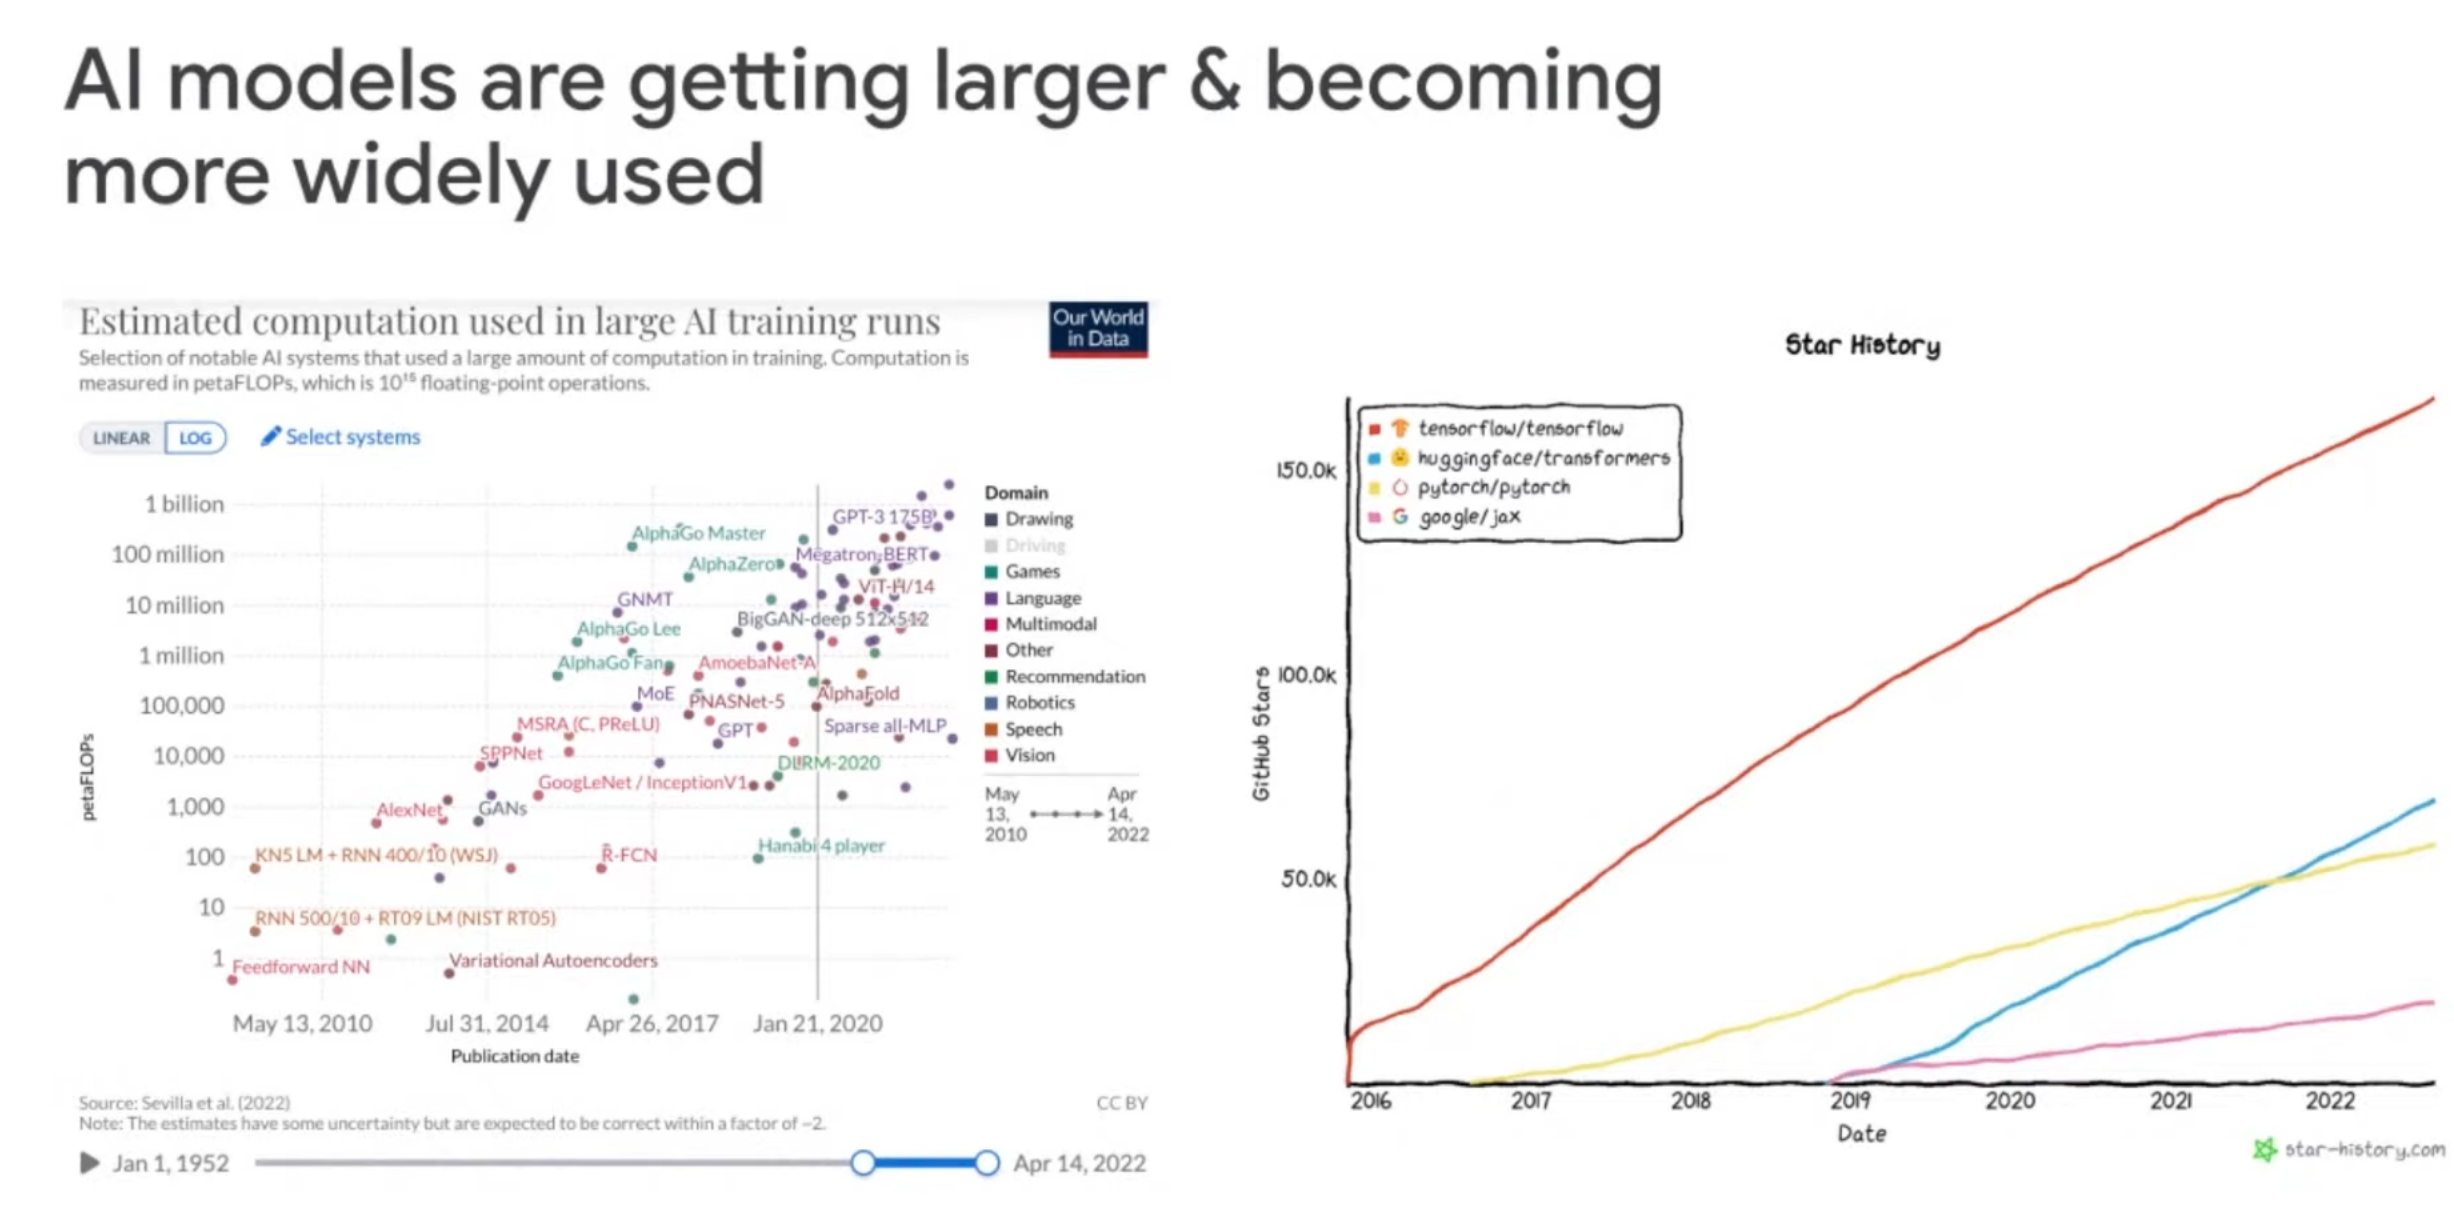 AI models are getting larger & becoming
more widely used
Estimated computation used in large AI training runs
Our World
in Data
Selection of notable AI systems that used a large amount of computation in training. Computation is
measured in petaFLOPs, which is 10¹⁵ floating-point operations.
LINEAR LOG Select systems
1 billion
100 million
10 million
1 million
100,000
10,000
1,000
100
10
1
petaFLOPs
GPT-3 175B
AlphaGo Master
Megatron-BERT
AlphaZero
ViT-H/14
GNMT
BigGAN-deep 512x512
AlphaGo Lee
AlphaGo Fan
AmoebaNet-A
MoE
PNASNet-5
AlphaFold
MSRA (C, PReLU)
GPT
Sparse all-MLP
SPPNet
DLRM-2020
GoogLeNet / InceptionV1
AlexNet
GANs
Hanabi 4 player
KN5 LM + RNN 400/10 (WSJ)
R-FCN
RNN 500/10 + RT09 LM (NIST RT05)
Variational Autoencoders
Feedforward NN
May 13, 2010
Jul 31, 2014
Apr 26, 2017
Jan 21, 2020
Publication date
Domain
Drawing
Driving
Games
Language
Multimodal
Other
Recommendation
Robotics
Speech
Vision
May
13,
2010
Apr
14,
2022
Source: Sevilla et al. (2022)
CC BY
Note: The estimates have some uncertainty but are expected to be correct within a factor of ~2.
Jan 1, 1952
Apr 14, 2022
Star History
tensorflow/tensorflow
huggingface/transformers
pytorch/pytorch
google/jax
150.0k
100.0k
50.0k
GitHub Stars
2016
2017
2018
2019
2020
2021
2022
Date
star-history.com